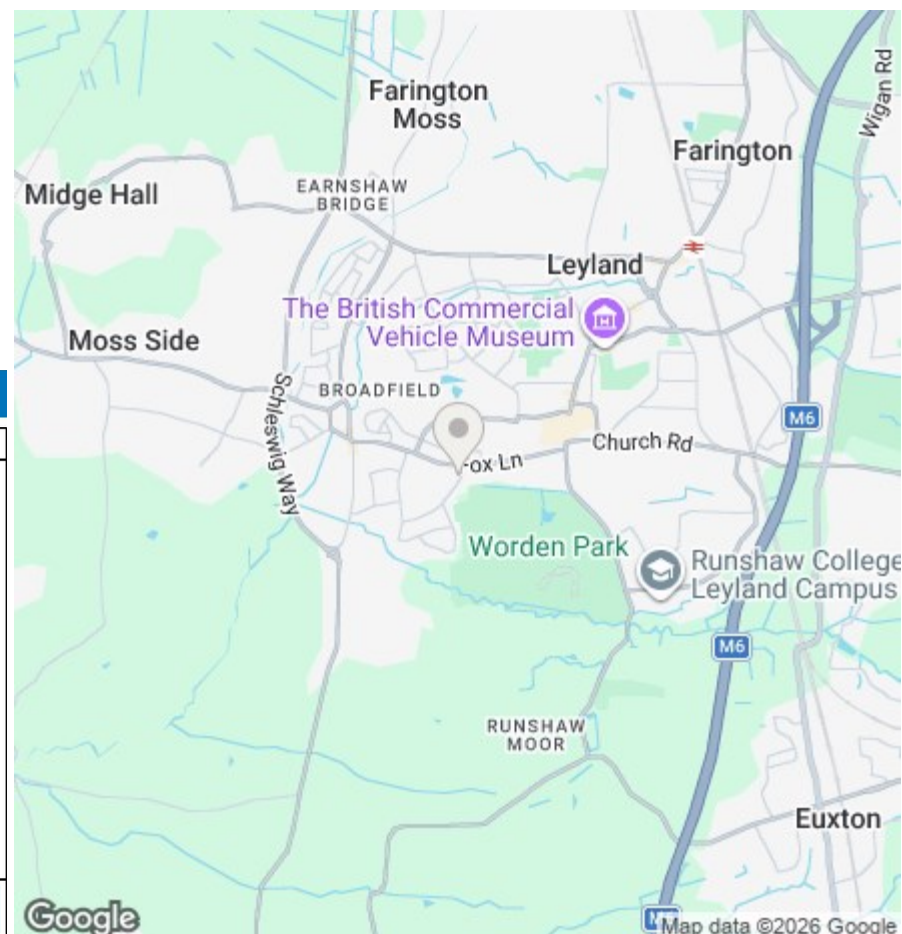 Farington
Moss
Farington
Wigan Rd
Midge Hall
EARNSHAW
BRIDGE
Leyland
The British Commercial
Vehicle Museum
Moss Side
BROADFIELD
Schleswig Way
M6
Church Rd
Fox Ln
Worden Park
Runshaw College
Leyland Campus
M6
RUNSHAW
MOOR
Euxton
Google
Map data ©2026 Google